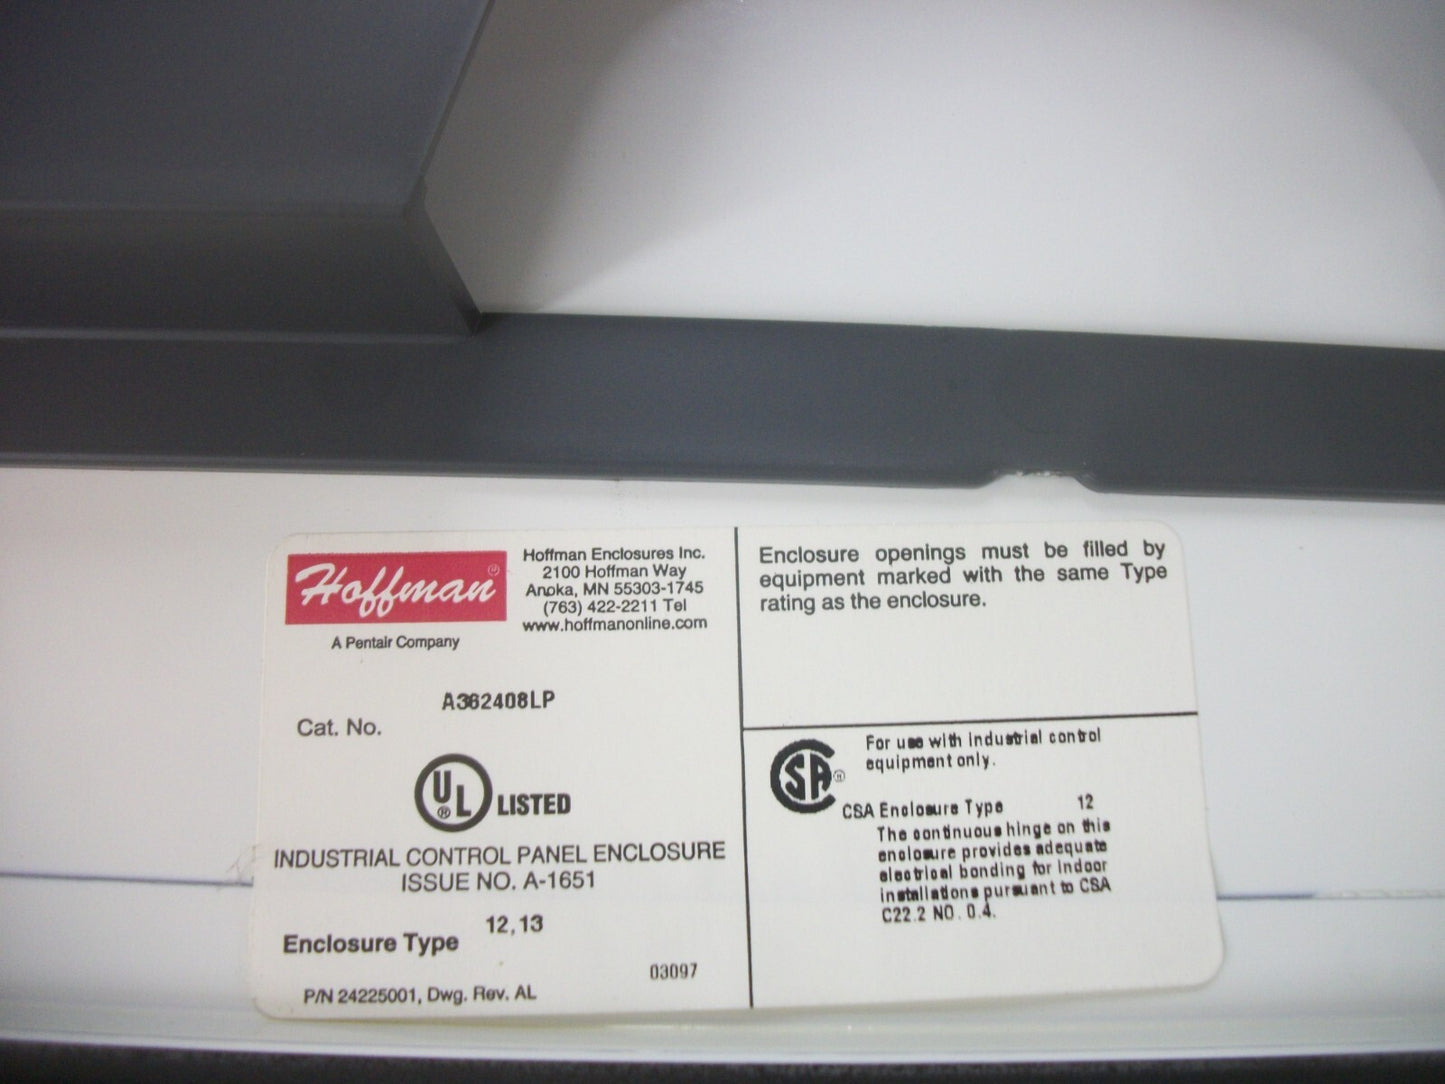 Hoffman®
A Pentair Company
Hoffman Enclosures Inc.
2100 Hoffman Way
Anoka, MN 55303-1745
(763) 422-2211 Tel
www.hoffmanonline.com
A362408LP
Cat. No.
UL® LISTED
INDUSTRIAL CONTROL PANEL ENCLOSURE
ISSUE NO. A-1651
12,13
Enclosure Type
03097
P/N 24225001, Dwg. Rev. AL
Enclosure openings must be filled by
equipment marked with the same Type
rating as the enclosure.
SA®
For use with industrial control
equipment only.
CSA Enclosure Type 12
The continuous hinge on this
enclosure provides adequate
electrical bonding for indoor
installations pursuant to CSA
C22.2 NO. 0.4.